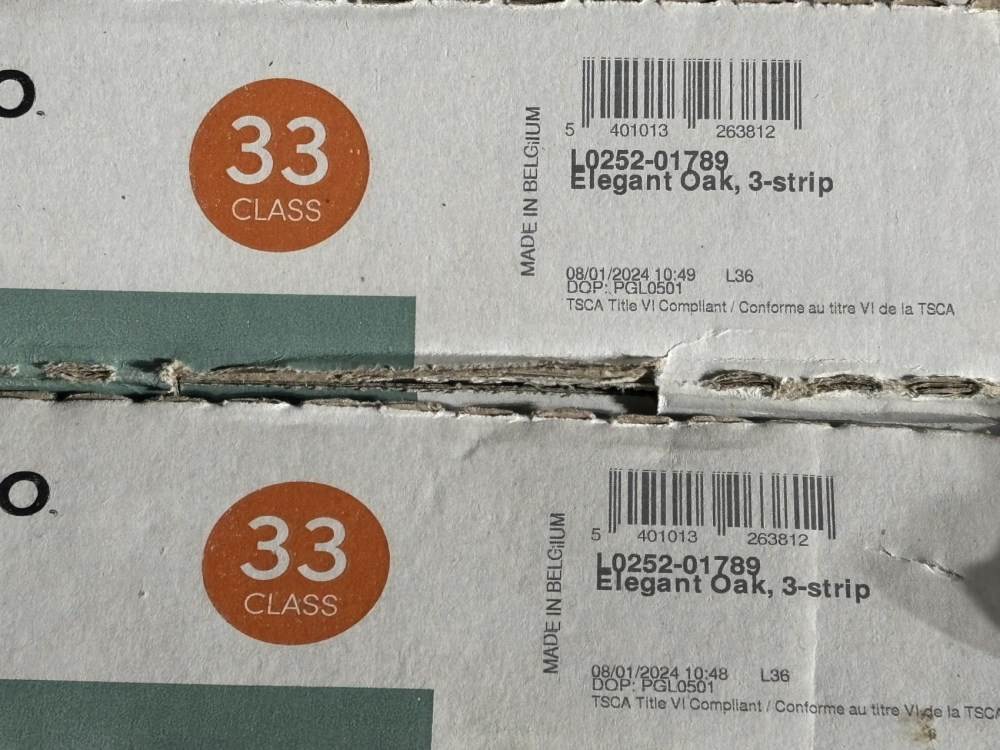 o.
33
CLASS
MADE IN BELGIUM
5 401013 263812
L0252-01789
Elegant Oak, 3-strip
08/01/2024 10:49 L36
DOP: PGL0501
TSCA Title VI Compliant / Conforme au titre VI de la TSCA
o.
33
CLASS
MADE IN BELGIUM
5 401013 263812
L0252-01789
Elegant Oak, 3-strip
08/01/2024 10:48 L36
DOP: PGL0501
TSCA Title VI Compliant / Conforme au titre VI de la TSCA